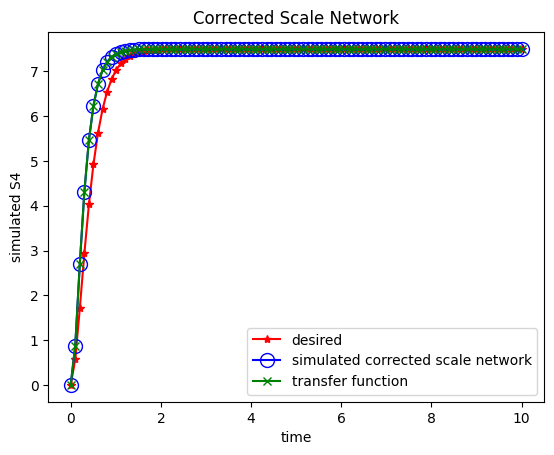 Corrected Scale Network
simulated S4
7
6
5
4
3
2
1
0
desired
simulated corrected scale network
transfer function
0
2
4
6
8
10
time